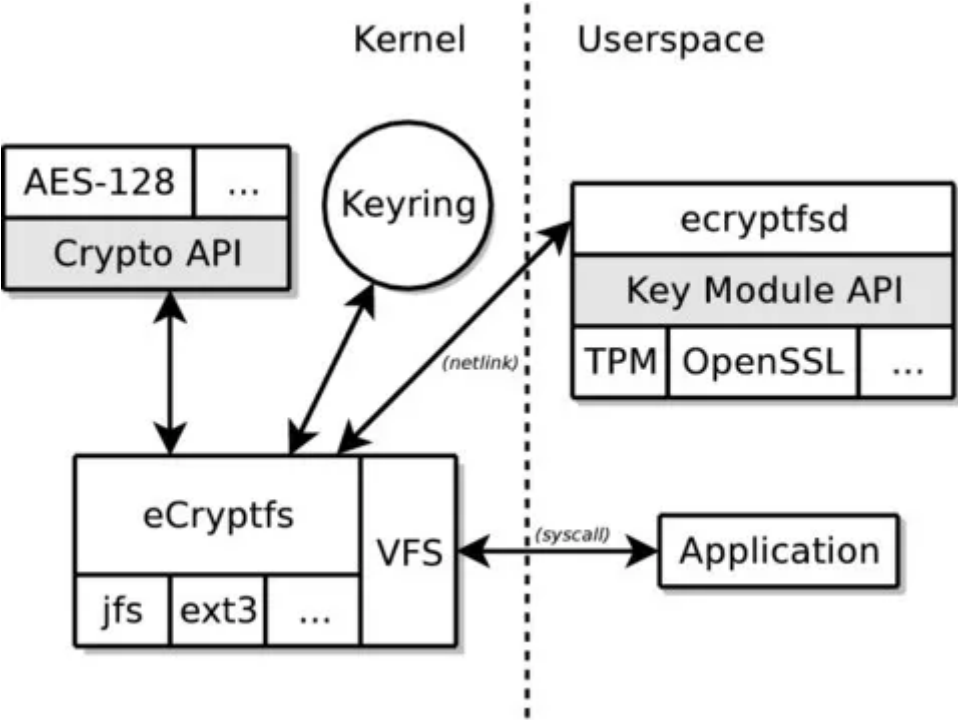 Kernel
Userspace
AES-128
...
Crypto API
Keyring
ecryptfsd
Key Module API
TPM
OpenSSL
...
(netlink)
eCryptfs
VFS
jfs
ext3
...
(syscall)
Application